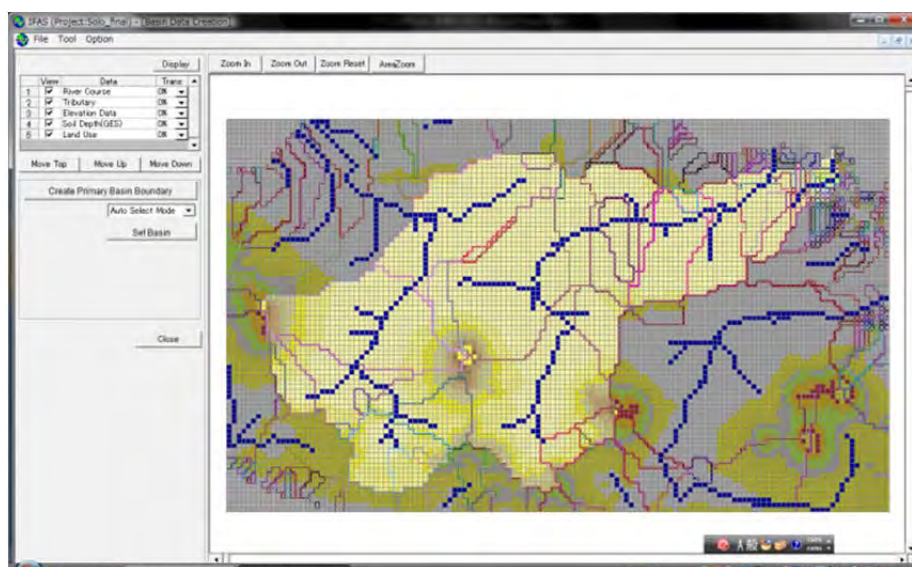 IFAS (Project:Solo_final) - [Basin Data Creation]
File Tool Option
Display
Zoom In Zoom Out Zoom Reset AreaZoom
View Data Trans
1 River Course ON
2 Tributary ON
3 Elevation Data ON
4 Soil Depth(GES) ON
5 Land Use ON
Move Top Move Up Move Down
Create Primary Basin Boundary
Auto Select Mode
Set Basin
Close
A 般